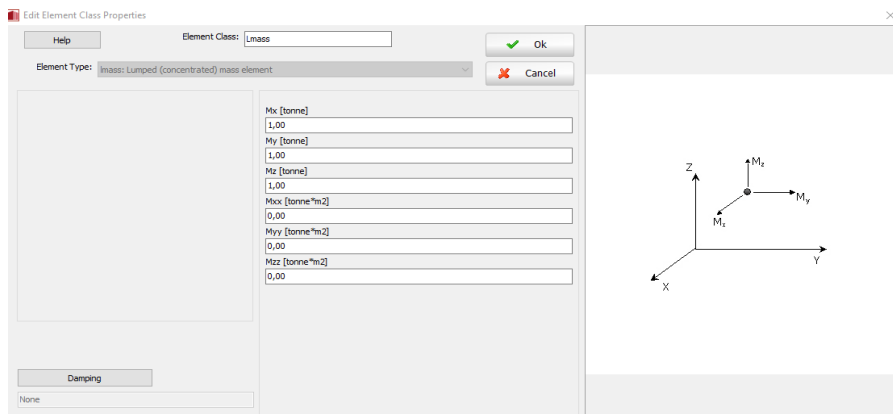 Edit Element Class Properties
Help
Element Class:
Lmass
Ok
Element Type:
lmass: Lumped (concentrated) mass element
Cancel
Mx [tonne]
1,00
My [tonne]
1,00
Mz [tonne]
1,00
Mxx [tonne*m2]
0,00
Myy [tonne*m2]
0,00
Mzz [tonne*m2]
0,00
Damping
None
Z
Mz
My
Mx
Y
X